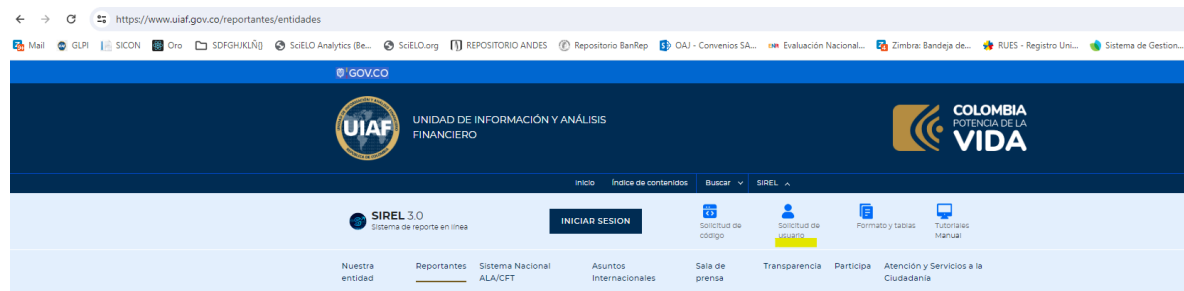 https://www.uiaf.gov.co/reportantes/entidades
Mail GLPI SICON Oro SDFGHJKLÑ{} SciELO Analytics (Be... SciELO.org REPOSITORIO ANDES Repositorio BanRep OAJ - Convenios SA... Evaluación Nacional... Zimbra: Bandeja de... RUES - Registro Uni... Sistema de Gestion...
GOV.CO
UIAF
UNIDAD DE INFORMACIÓN Y ANÁLISIS
FINANCIERO
COLOMBIA
POTENCIA DE LA
VIDA
Inicio Índice de contenidos Buscar SIREL
SIREL 3.0
Sistema de reporte en línea
INICIAR SESION
Solicitud de
código
Solicitud de
usuario
Formato y tablas
Tutoriales
Manual
Nuestra
entidad
Reportantes
Sistema Nacional
ALA/CFT
Asuntos
Internacionales
Sala de
prensa
Transparencia
Participa
Atención y Servicios a la
Ciudadanía